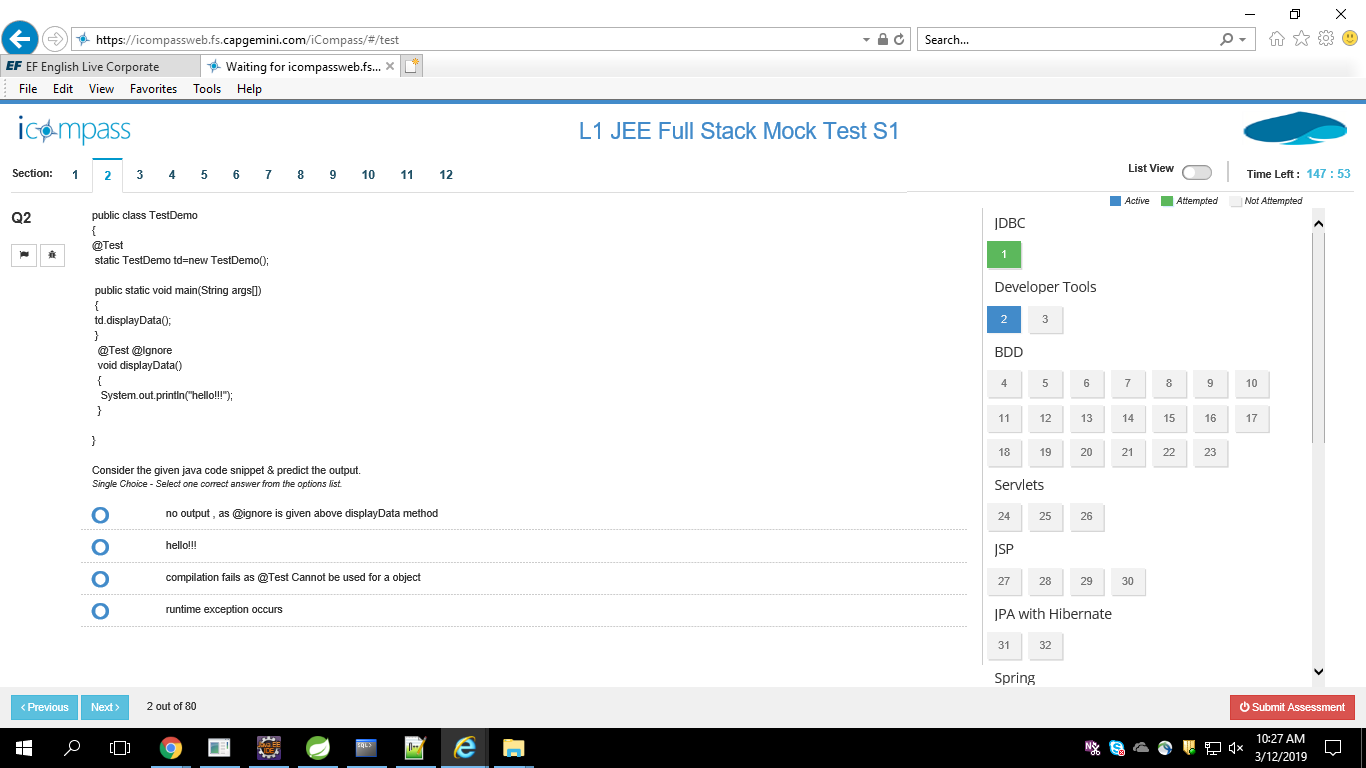 https://icompassweb.fs.capgemini.com/iCompass/#/test
Search...
EF EF English Live Corporate
Waiting for icompassweb.fs...
File Edit View Favorites Tools Help
icompass
L1 JEE Full Stack Mock Test S1
Section: 1 2 3 4 5 6 7 8 9 10 11 12
List View
Time Left : 147 : 53
Active Attempted Not Attempted
Q2
public class TestDemo
{
@Test
static TestDemo td=new TestDemo();
public static void main(String args[])
{
td.displayData();
}
@Test @Ignore
void displayData()
{
System.out.println("hello!!!");
}
}
Consider the given java code snippet & predict the output.
Single Choice - Select one correct answer from the options list.
no output , as @ignore is given above displayData method
hello!!!
compilation fails as @Test Cannot be used for a object
runtime exception occurs
JDBC
1
Developer Tools
2 3
BDD
4 5 6 7 8 9 10
11 12 13 14 15 16 17
18 19 20 21 22 23
Servlets
24 25 26
JSP
27 28 29 30
JPA with Hibernate
31 32
Spring
‹ Previous
Next ›
2 out of 80
Submit Assessment
10:27 AM
3/12/2019